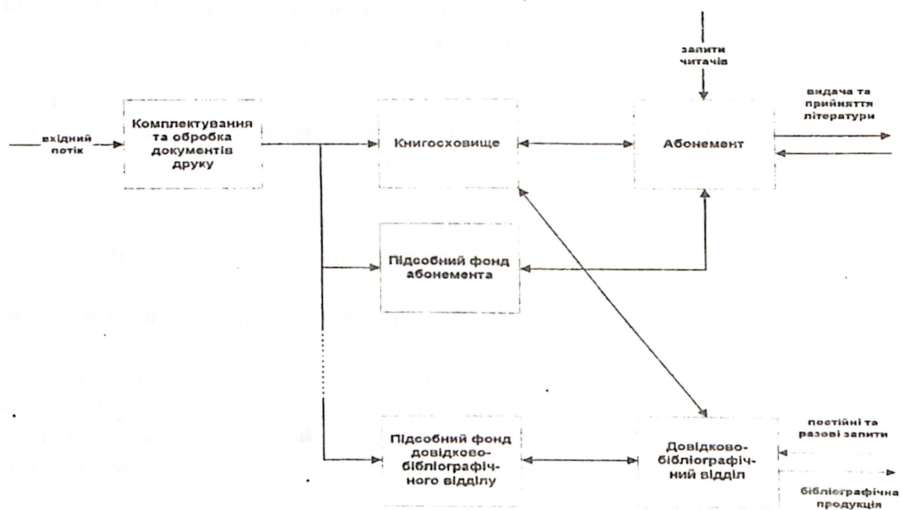 запити
читачів
видача та
прийняття
літератури
вхідний
потік
Комплектування
та обробка
документів
друку
Книгосховище
Абонемент
Підсобний фонд
абонемента
Підсобний фонд
довідково-
бібліографіч-
ного відділу
Довідково-
бібліографіч-
ний відділ
постійні та
разові запити
бібліографічна
продукція